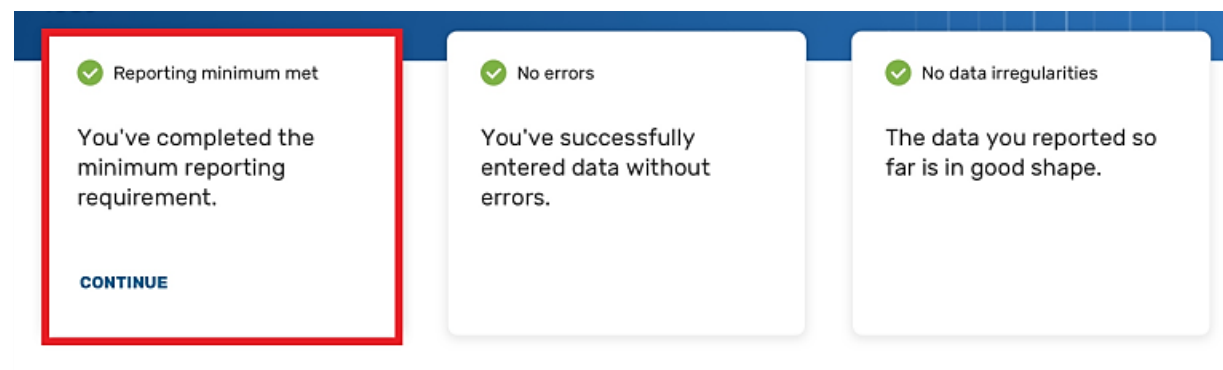 Reporting minimum met
You've completed the
minimum reporting
requirement.
CONTINUE
No errors
You've successfully
entered data without
errors.
No data irregularities
The data you reported so
far is in good shape.